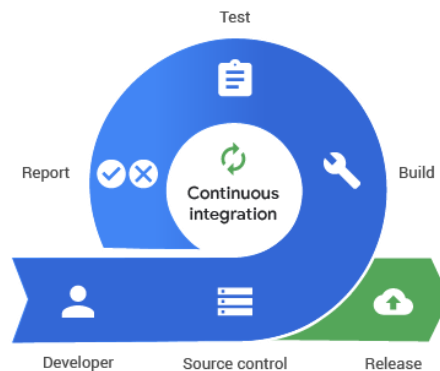 Test
Report
Build
Continuous
integration
Developer
Source control
Release